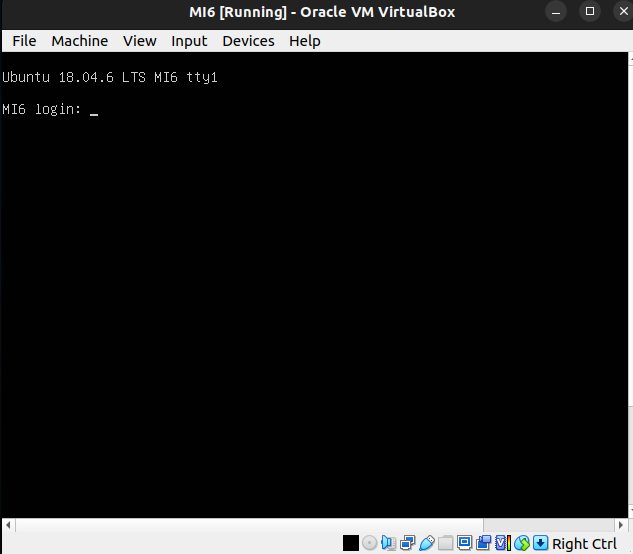 MI6 [Running] - Oracle VM VirtualBox
File Machine View Input Devices Help
Ubuntu 18.04.6 LTS MI6 tty1
MI6 login: _
Right Ctrl